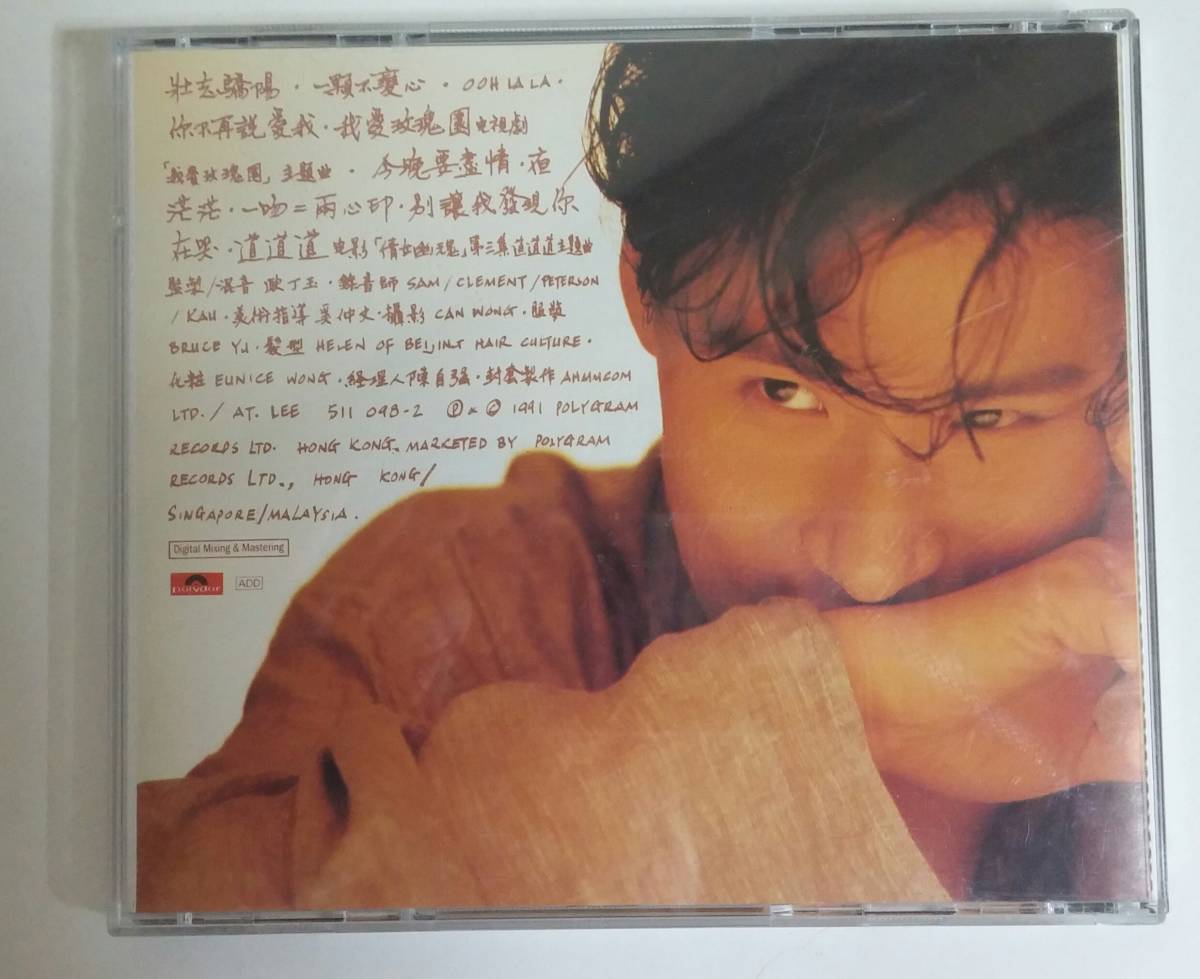 壯志驕陽·一顆不變心·OOH LA LA·
你不再說愛我·我愛玫瑰園电視劇
「我愛玫瑰園」主題曲·今晚要盡情·夜
茫茫·一吻=兩心印·別讓我發現你
在哭·道道道电影「倩女幽魂」第三集道道道主題曲
監製/混音 歐丁玉·錄音師 SAM/CLEMENT/PETERSON
/KAH·美術指導 奚仲文·攝影 CAN WONG·服裝
BRUCE YU·髮型 HELEN OF BEIJING HAIR CULTURE·
化粧 EUNICE WONG·經理人陳自强·封套製作 AHMMCOM
LTD./ AT. LEE 511 098-2 Ⓟ & © 1991 POLYGRAM
RECORDS LTD. HONG KONG. MARKETED BY POLYGRAM
RECORDS LTD., HONG KONG/
SINGAPORE/MALAYSIA.
Digital Mixing & Mastering
polydor ADD